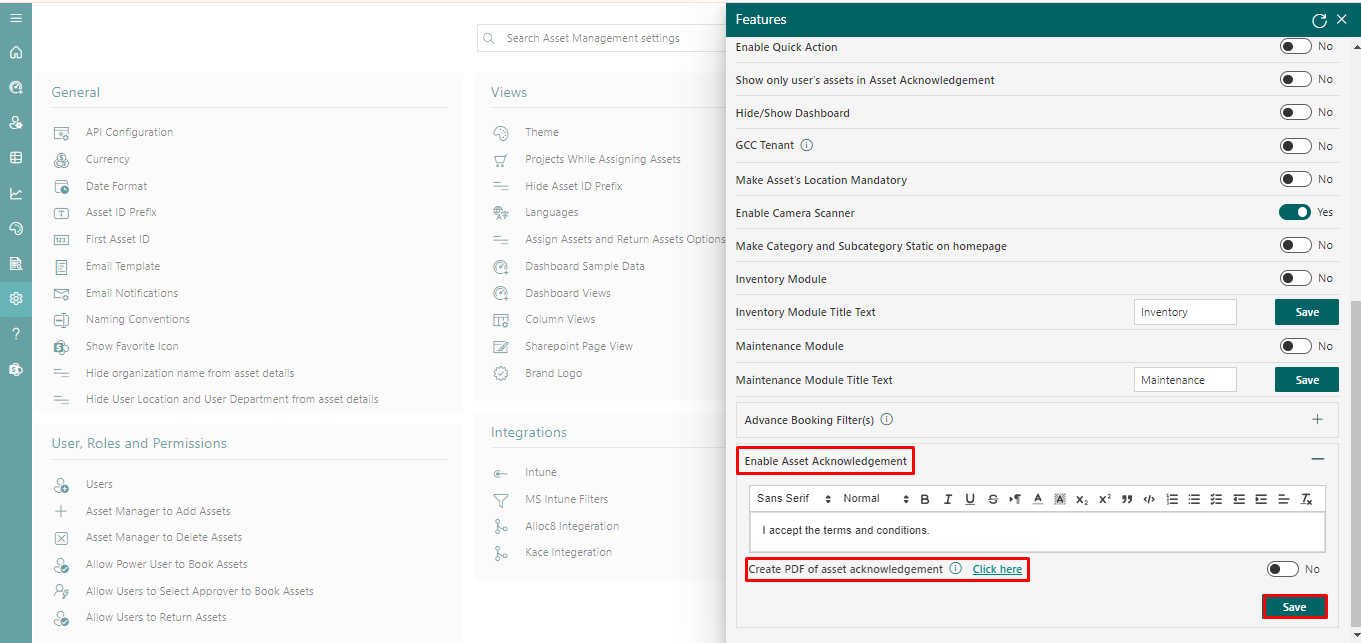 Search Asset Management settings
General
API Configuration
Currency
Date Format
Asset ID Prefix
First Asset ID
Email Template
Email Notifications
Naming Conventions
Show Favorite Icon
Hide organization name from asset details
Hide User Location and User Department from asset details
User, Roles and Permissions
Users
Asset Manager to Add Assets
Asset Manager to Delete Assets
Allow Power User to Book Assets
Allow Users to Select Approver to Book Assets
Allow Users to Return Assets
Views
Theme
Projects While Assigning Assets
Hide Asset ID Prefix
Languages
Assign Assets and Return Assets Options
Dashboard Sample Data
Dashboard Views
Column Views
Sharepoint Page View
Brand Logo
Integrations
Intune
MS Intune Filters
Alloc8 Integeration
Kace Integeration
Features
Enable Quick Action No
Show only user's assets in Asset Acknowledgement No
Hide/Show Dashboard No
GCC Tenant No
Make Asset's Location Mandatory No
Enable Camera Scanner Yes
Make Category and Subcategory Static on homepage No
Inventory Module No
Inventory Module Title Text Inventory Save
Maintenance Module No
Maintenance Module Title Text Maintenance Save
Advance Booking Filter(s)
Enable Asset Acknowledgement
Sans Serif Normal
I accept the terms and conditions.
Create PDF of asset acknowledgement Click here No
Save